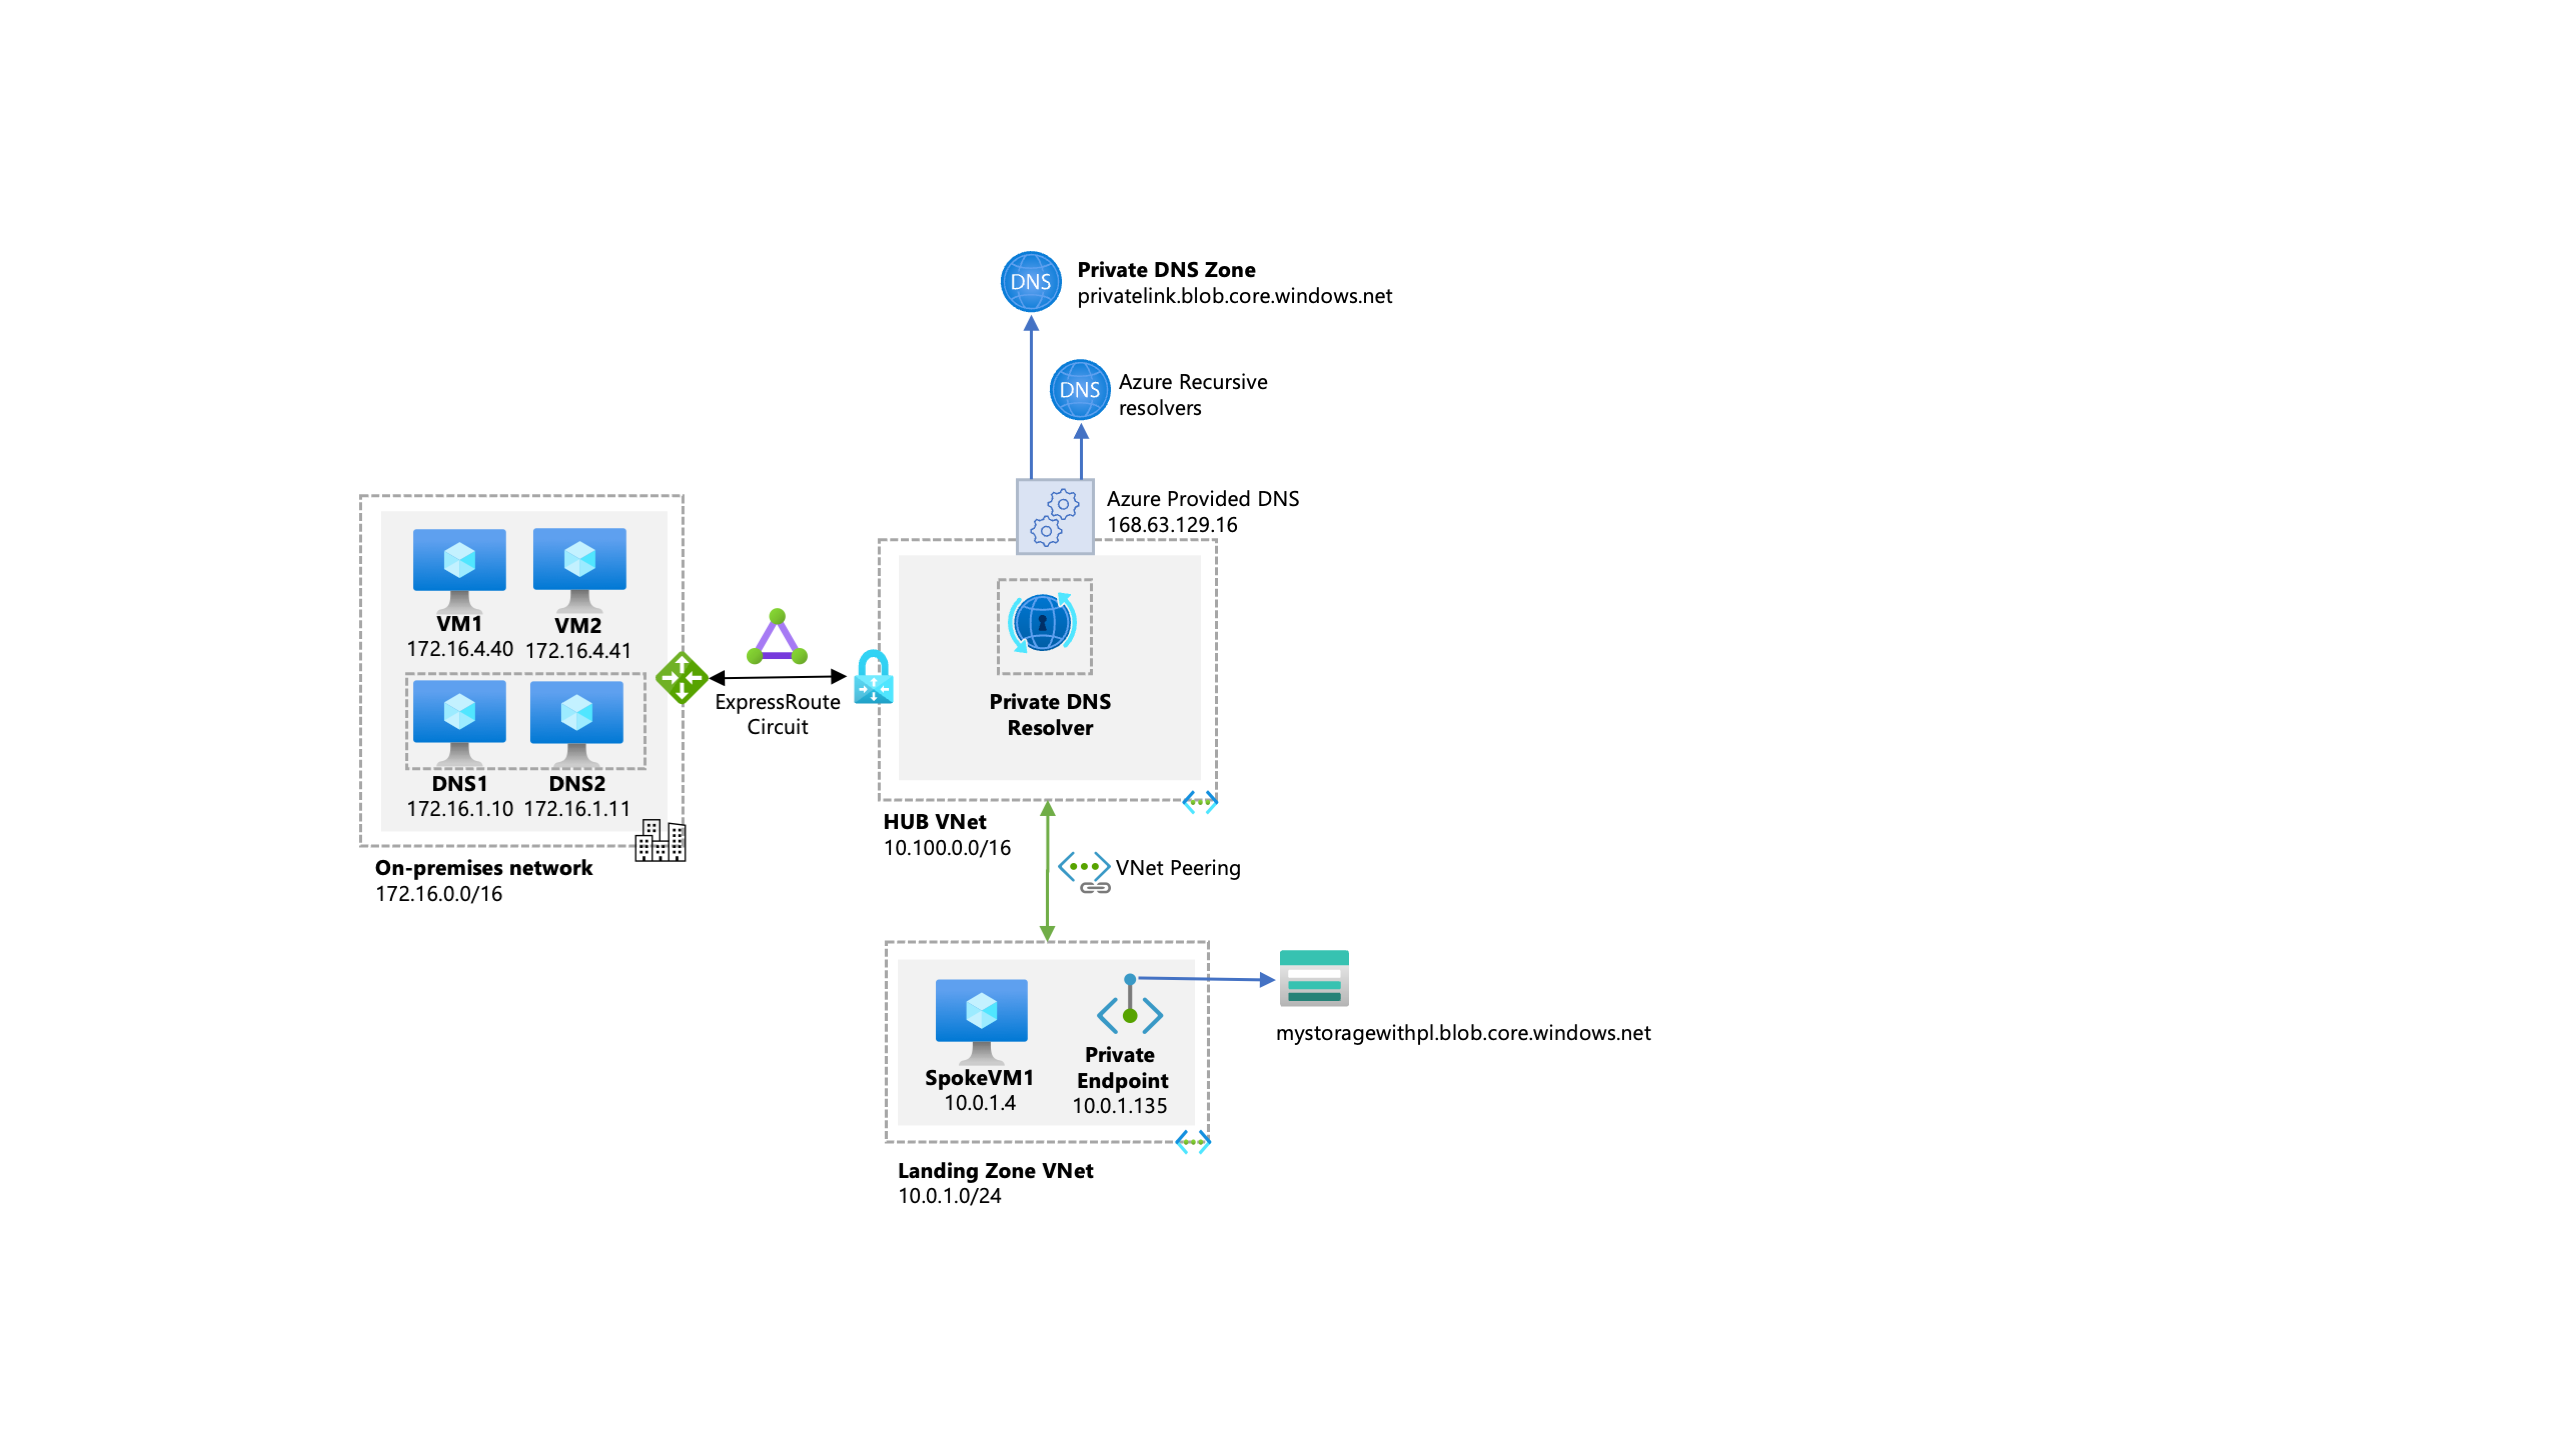 DNS
Private DNS Zone
privatelink.blob.core.windows.net
DNS
Azure Recursive
resolvers
Azure Provided DNS
168.63.129.16
VM1
172.16.4.40
VM2
172.16.4.41
DNS1
172.16.1.10
DNS2
172.16.1.11
On-premises network
172.16.0.0/16
ExpressRoute
Circuit
Private DNS
Resolver
HUB VNet
10.100.0.0/16
VNet Peering
SpokeVM1
10.0.1.4
Private
Endpoint
10.0.1.135
mystoragewithpl.blob.core.windows.net
Landing Zone VNet
10.0.1.0/24